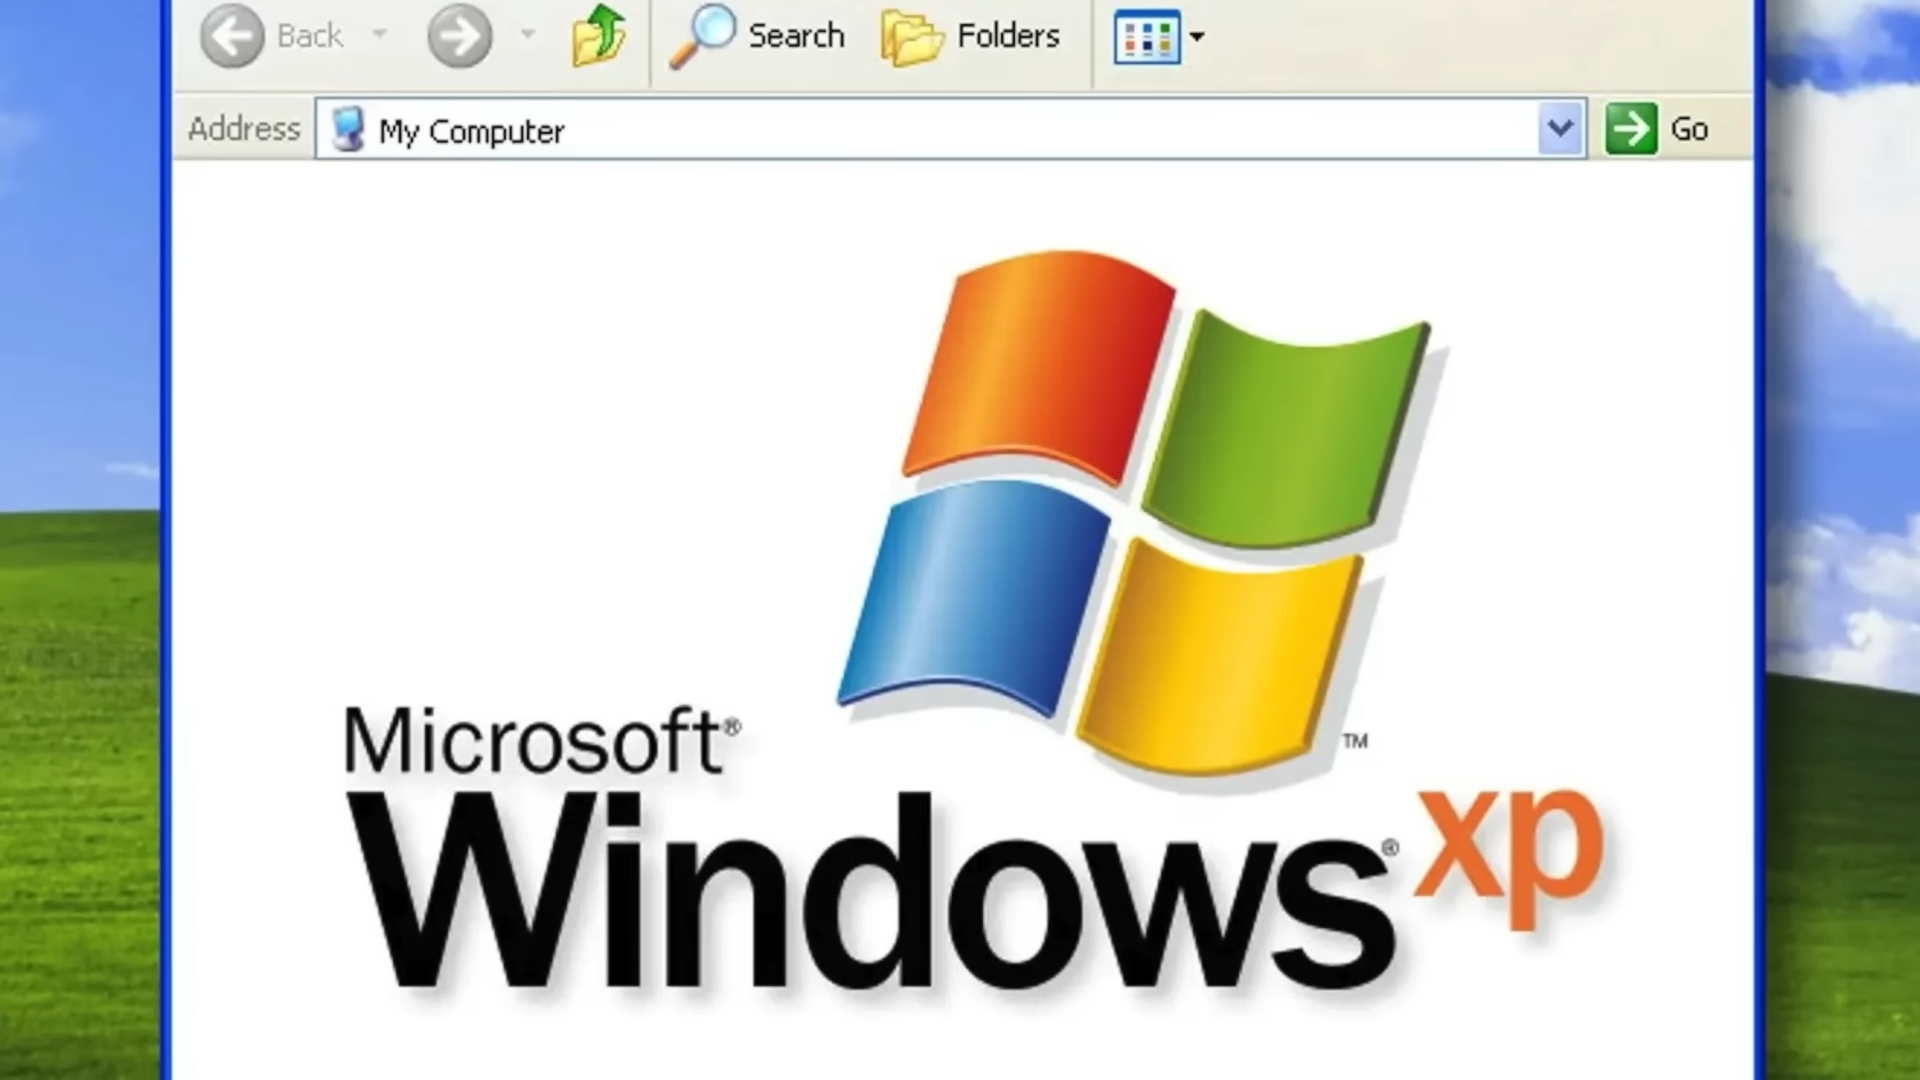 Back Search Folders
Address My Computer Go
Microsoft®
™
Windows® xp